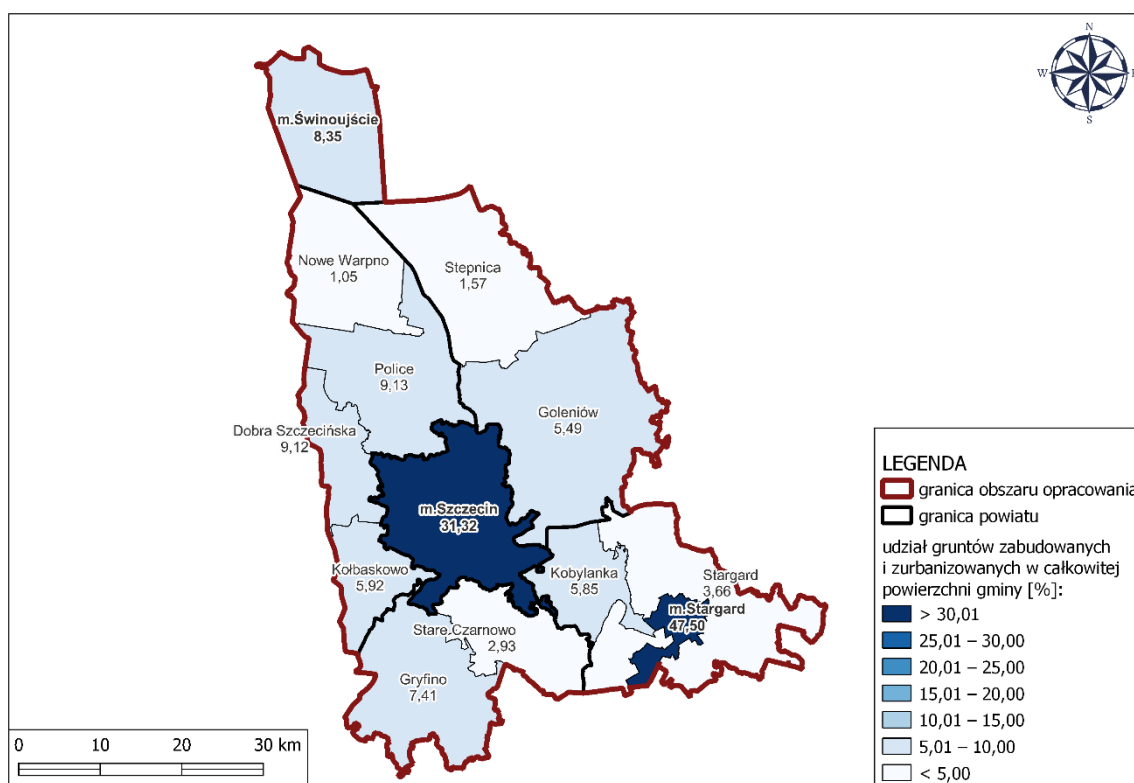 N
W
E
S
m.Świnoujście
8,35
Nowe Warpno
1,05
Stepnica
1,57
Police
9,13
Goleniów
5,49
Dobra Szczecińska
9,12
m.Szczecin
31,32
Kołbaskowo
5,92
Kobylanka
5,85
Stargard
3,66
m.Stargard
47,50
Stare.Czarnowo
2,93
Gryfino
7,41
LEGENDA
granica obszaru opracowania
granica powiatu
udział gruntów zabudowanych
i zurbanizowanych w całkowitej
powierzchni gminy [%]:
> 30,01
25,01 – 30,00
20,01 – 25,00
15,01 – 20,00
10,01 – 15,00
5,01 – 10,00
< 5,00
0 10 20 30 km